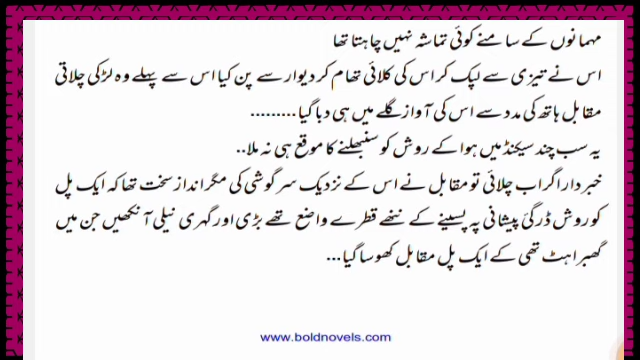 مہمانوں کے سامنے کوئی تماشہ نہیں چاہتا تھا
اس نے تیزی سے لپک کر اس کی کلائی تھام کر دیوار سے پن کیا اس سے پہلے وہ لڑکی چلاتی
مقابل ہاتھ کی مدد سے اس کی آواز گلے میں ہی دبا گیا.........
یہ سب چند سیکنڈ میں ہوا کے روش کو سنبھلنے کا موقع ہی نہ ملا..
خبردار اگر اب چلائی تو مقابل نے اس کے نزدیک سرگوشی کی مگر انداز سخت تھا کہ ایک پل
کو روش ڈر گئ پیشانی پہ پسینے کے ننھے قطرے واضع تھے بڑی اور گہری نیلی آنکھیں جن میں
گھبراہٹ تھی کے ایک پل مقابل کھو سا گیا...
www.boldnovels.com